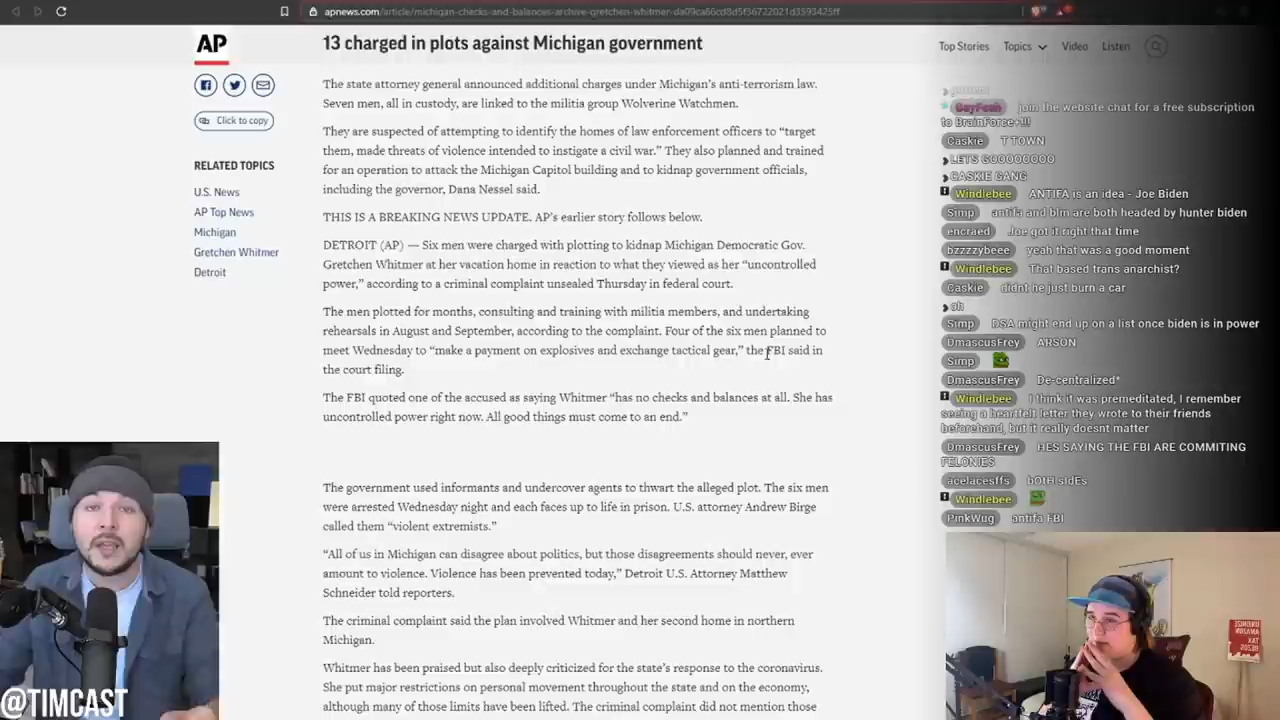 apnews.com/article/michigan-checks-and-balances-archive-gretchen-whitmer-da09ca66cd8d5f36722021d3593425ff
AP
13 charged in plots against Michigan government
Top Stories
Topics
Video
Listen
Click to copy
RELATED TOPICS
U.S. News
AP Top News
Michigan
Gretchen Whitmer
Detroit
The state attorney general announced additional charges under Michigan's anti-terrorism law.
Seven men, all in custody, are linked to the militia group Wolverine Watchmen.
They are suspected of attempting to identify the homes of law enforcement officers to “target
them, made threats of violence intended to instigate a civil war.” They also planned and trained
for an operation to attack the Michigan Capitol building and to kidnap government officials,
including the governor, Dana Nessel said.
THIS IS A BREAKING NEWS UPDATE. AP’s earlier story follows below.
DETROIT (AP) — Six men were charged with plotting to kidnap Michigan Democratic Gov.
Gretchen Whitmer at her vacation home in reaction to what they viewed as her “uncontrolled
power,” according to a criminal complaint unsealed Thursday in federal court.
The men plotted for months, consulting and training with militia members, and undertaking
rehearsals in August and September, according to the complaint. Four of the six men planned to
meet Wednesday to “make a payment on explosives and exchange tactical gear,” the FBI said in
the court filing.
The FBI quoted one of the accused as saying Whitmer “has no checks and balances at all. She has
uncontrolled power right now. All good things must come to an end.”
The government used informants and undercover agents to thwart the alleged plot. The six men
were arrested Wednesday night and each faces up to life in prison. U.S. attorney Andrew Birge
called them “violent extremists.”
“All of us in Michigan can disagree about politics, but those disagreements should never, ever
amount to violence. Violence has been prevented today,” Detroit U.S. Attorney Matthew
Schneider told reporters.
The criminal complaint said the plan involved Whitmer and her second home in northern
Michigan.
Whitmer has been praised but also deeply criticized for the state’s response to the coronavirus.
She put major restrictions on personal movement throughout the state and on the economy,
although many of those limits have been lifted. The criminal complaint did not mention those
join the website chat for a free subscription
to BrainForce+!!!
Caskie T TOWN
LETS GOOOOOOOO
CASKIE GANG
Windlebee ANTIFA is an idea - Joe Biden
Simp antifa and blm are both headed by hunter biden
encraed Joe got it right that time
bzzzzybeee yeah that was a good moment
Windlebee That based trans anarchist?
Caskie didnt he just burn a car
oh
Simp DSA might end up on a list once biden is in power
DmascusFrey ARSON
Simp
DmascusFrey De-centralized*
Windlebee I think it was premeditated, I remember
seeing a heartfelt letter they wrote to their friends
beforehand, but it really doesnt matter
DmascusFrey HES SAYING THE FBI ARE COMMITING
FELONIES
acelacesffs bOtH sidEs
Windlebee
PinkWug antifa FBI
@TIMCAST
UNIONIZE
AMAZON
TAX
BEZOS